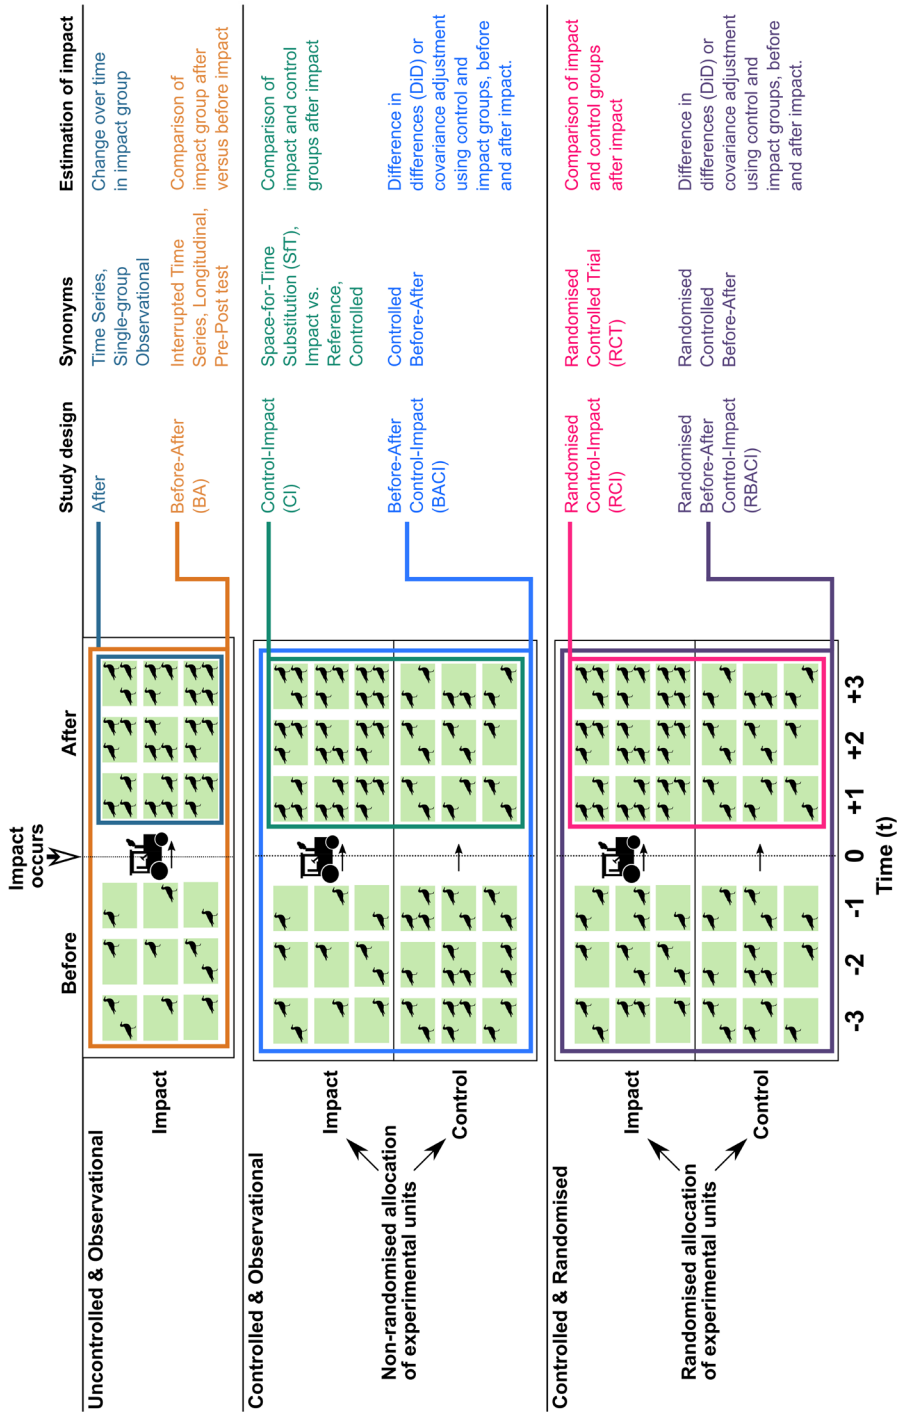 Impact
occurs
Before
After
Study design
Synonyms
Estimation of impact
Uncontrolled & Observational
Impact
After
Time Series,
Single-group
Observational
Change over time
in impact group
Before-After
(BA)
Interrupted Time
Series, Longitudinal,
Pre-Post test
Comparison of
impact group after
versus before impact
Controlled & Observational
Non-randomised allocation
of experimental units
Impact
Control
Control-Impact
(CI)
Space-for-Time
Substitution (SfT),
Impact vs.
Reference,
Controlled
Comparison of
impact and control
groups after impact
Before-After
Control-Impact
(BACI)
Controlled
Before-After
Difference in
differences (DiD) or
covariance adjustment
using control and
impact groups, before
and after impact.
Controlled & Randomised
Randomised allocation
of experimental units
Impact
Control
Randomised
Control-Impact
(RCI)
Randomised
Controlled Trial
(RCT)
Comparison of impact
and control groups
after impact
Randomised
Before-After
Control-Impact
(RBACI)
Randomised
Controlled
Before-After
Difference in
differences (DiD) or
covariance adjustment
using control and
impact groups, before
and after impact.
-3 -2 -1 0 +1 +2 +3
Time (t)